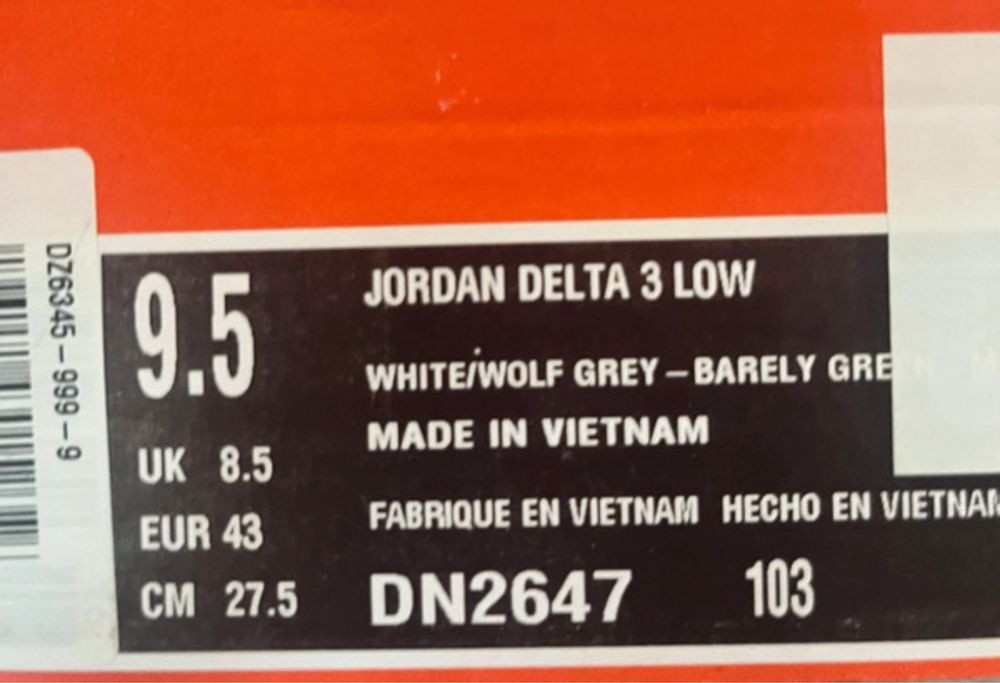 DZ6345-999-9
9.5
JORDAN DELTA 3 LOW
WHITE/WOLF GREY-BARELY GREEN
MADE IN VIETNAM
UK 8.5
FABRIQUE EN VIETNAM HECHO EN VIETNAM
EUR 43
CM 27.5
DN2647 103